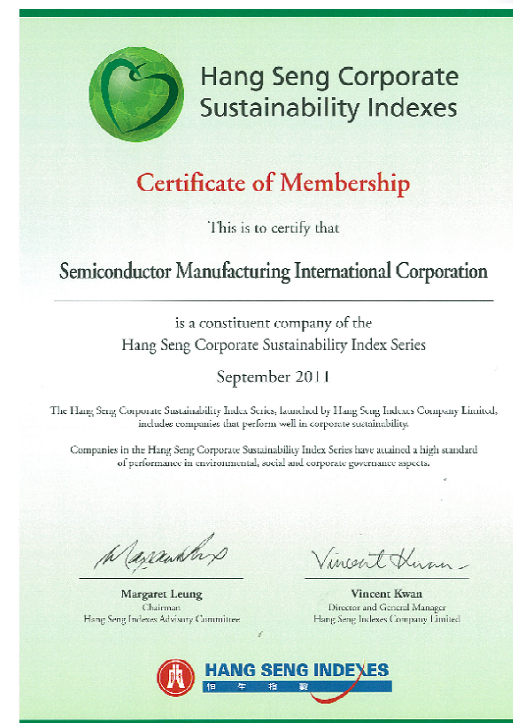 Hang Seng Corporate
Sustainability Indexes
Certificate of Membership
This is to certify that
Semiconductor Manufacturing International Corporation
is a constituent company of the
Hang Seng Corporate Sustainability Index Series
September 2011
The Hang Seng Corporate Sustainability Index Series, launched by Hang Seng Indexes Company Limited,
includes companies that perform well in corporate sustainability.
Companies in the Hang Seng Corporate Sustainability Index Series have attained a high standard
of performance in environmental, social and corporate governance aspects.
Vincent Kwan
Margaret Leung
Chairman
Hang Seng Indexes Advisory Committee
Vincent Kwan
Director and General Manager
Hang Seng Indexes Company Limited
HANG SENG INDEXES
恒 生 指 數